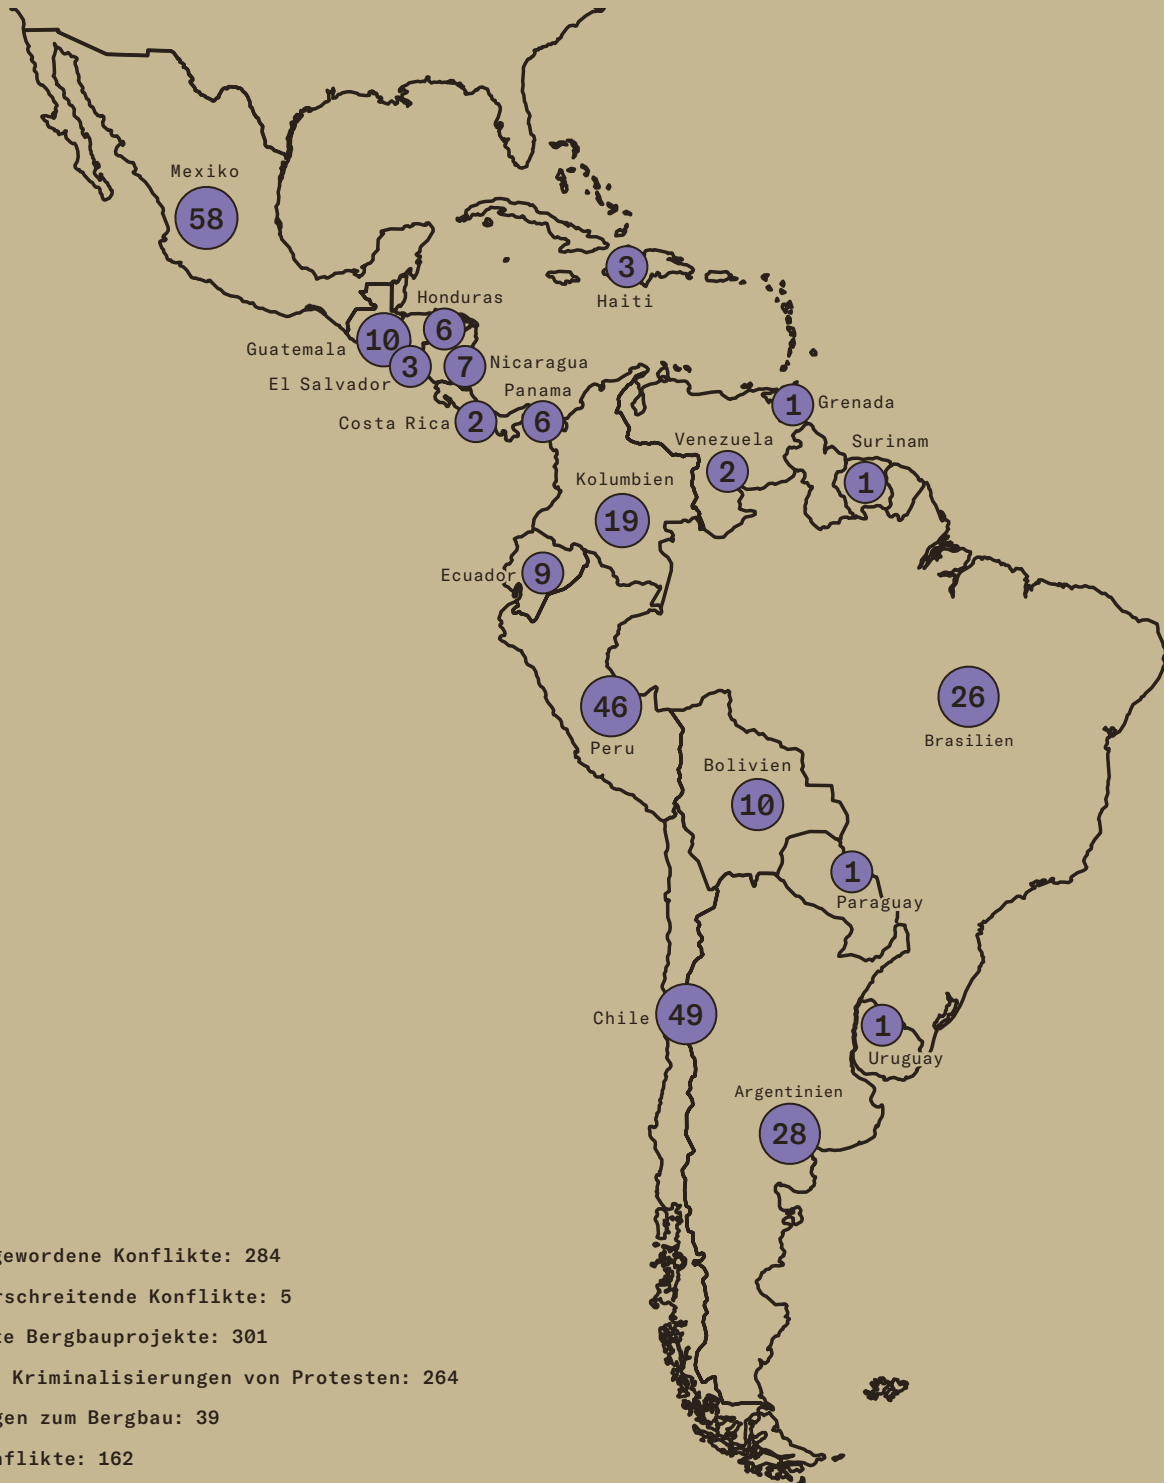 Mexiko
58
3
Haiti
Honduras
6
10
Guatemala
3
El Salvador
7
Nicaragua
Panama
6
2
Costa Rica
1
Grenada
Venezuela
2
Surinam
1
Kolumbien
19
9
Ecuador
46
Peru
26
Brasilien
Bolivien
10
1
Paraguay
49
Chile
1
Uruguay
Argentinien
28
gewordene Konflikte: 284
rschreitende Konflikte: 5
te Bergbauprojekte: 301
Kriminalisierungen von Protesten: 264
gen zum Bergbau: 39
nflikte: 162